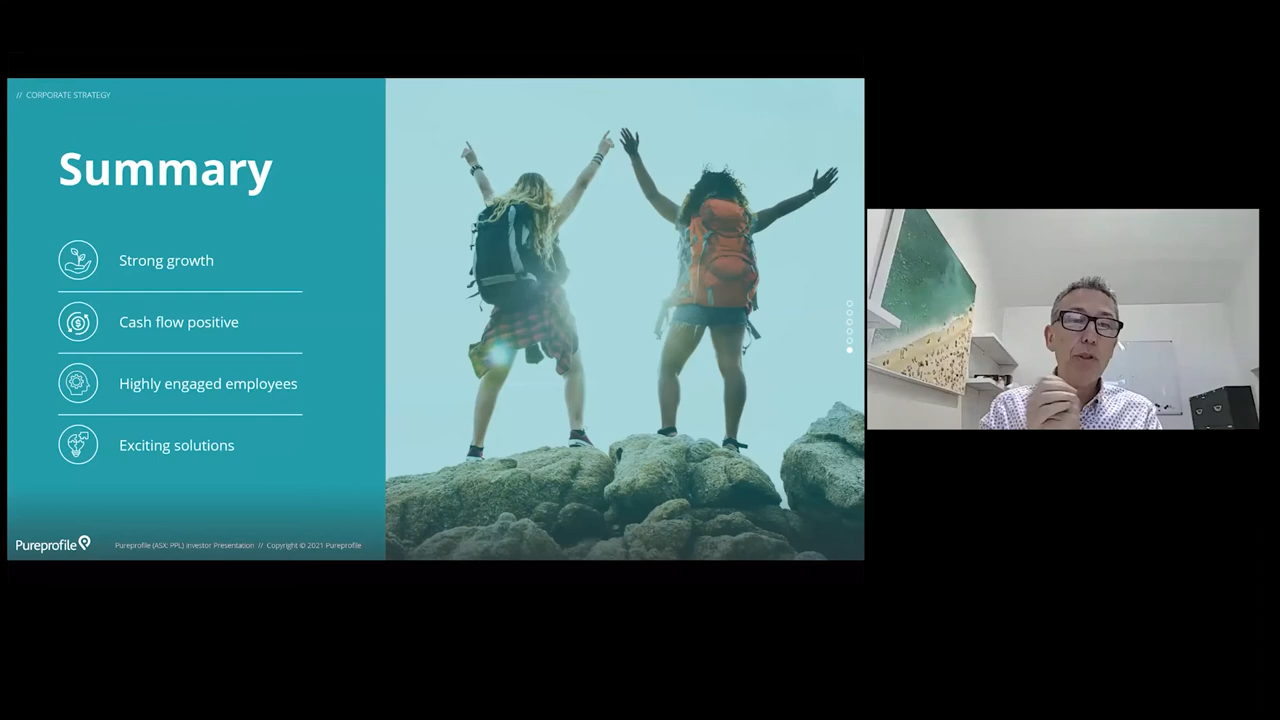 // CORPORATE STRATEGY
Summary
Strong growth
Cash flow positive
Highly engaged employees
Exciting solutions
Pureprofile
Pureprofile (ASX: PPL) Investor Presentation // Copyright © 2021 Pureprofile